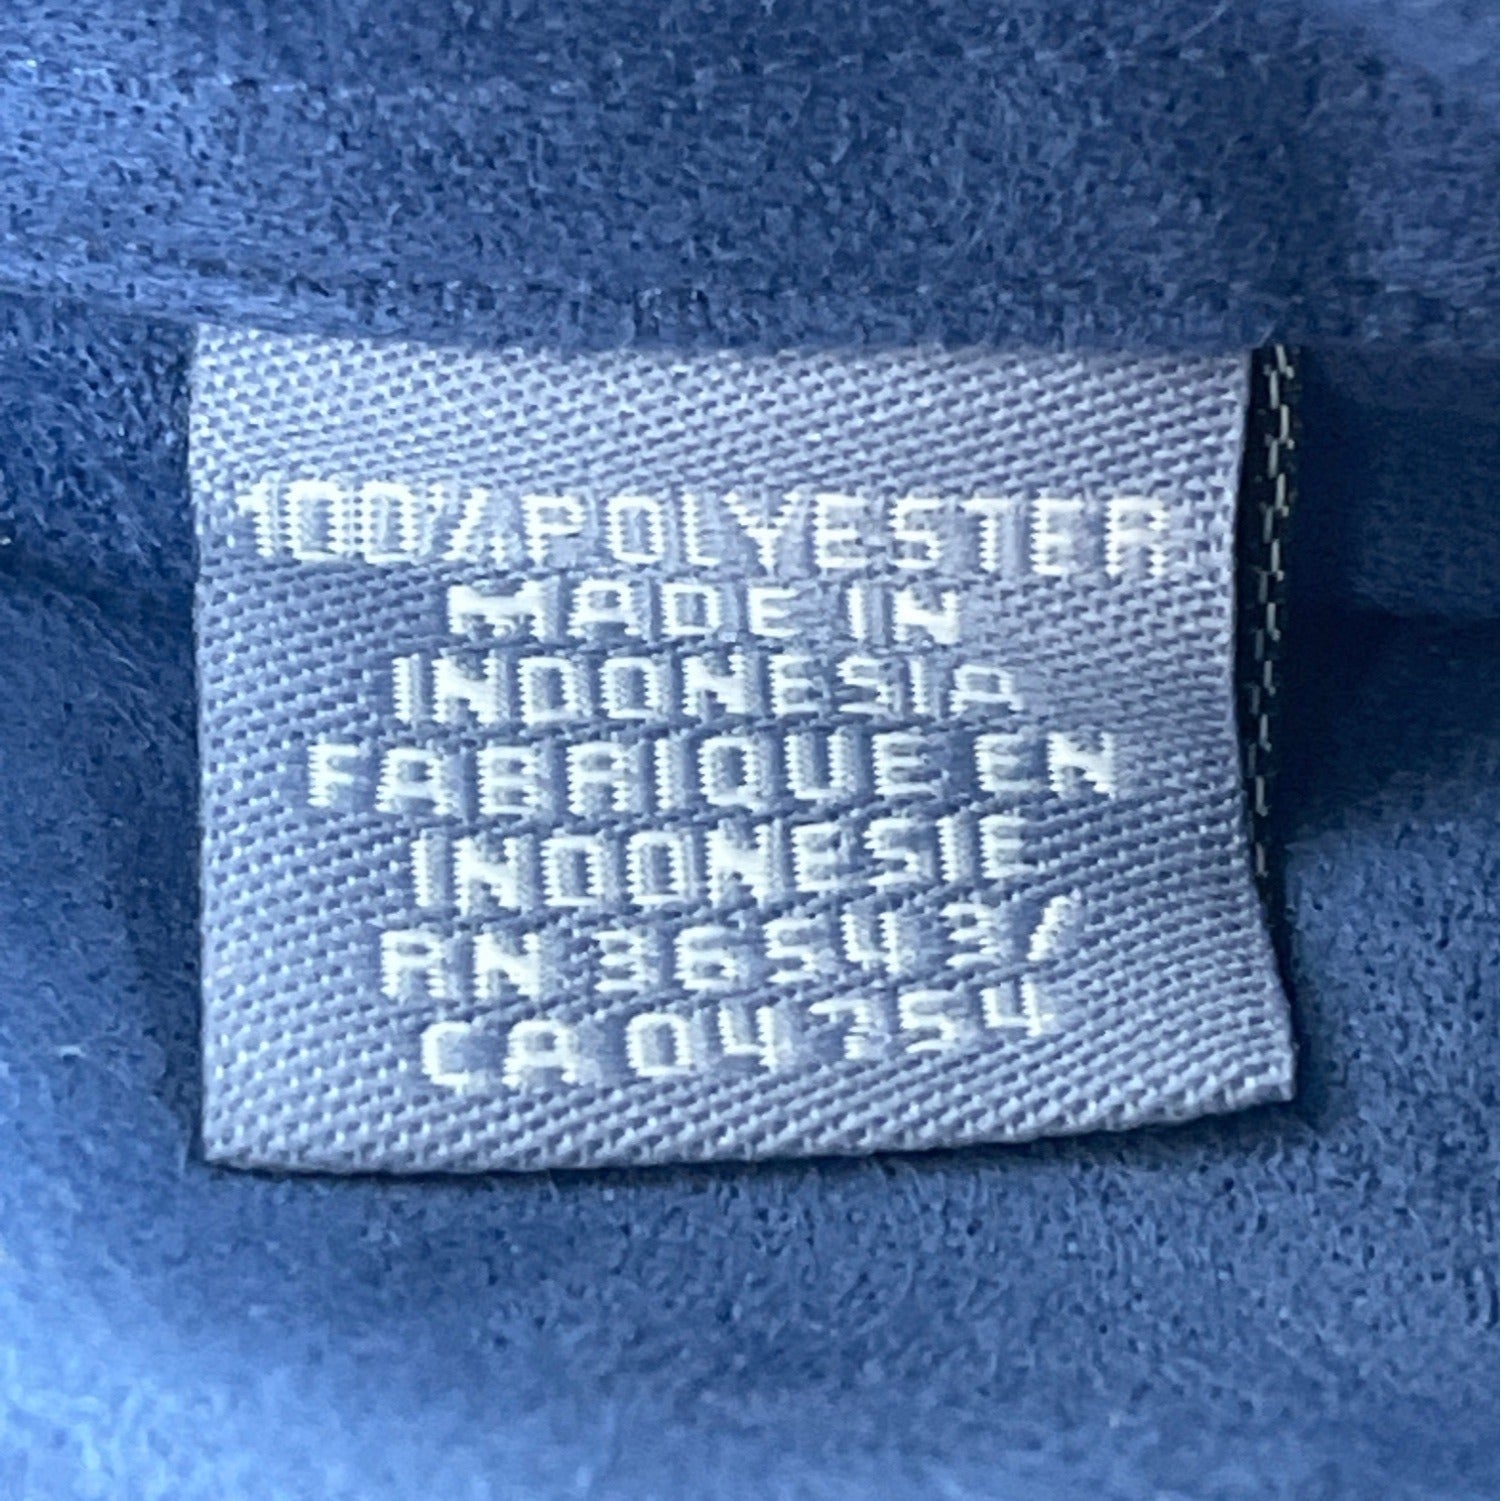 100% POLYESTER
MADE IN
INDONESIA
FABRIQUE EN
INDONESIE
RN 36543/
CA 04754